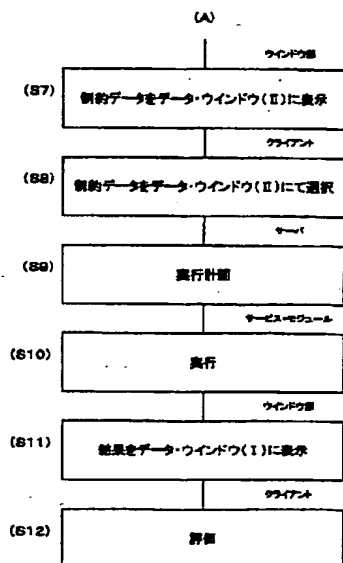 (A)
ウインドウ部
(S7)
制約データをデータ・ウインドウ(Ⅱ)に表示
クライアント
(S8)
制約データをデータ・ウインドウ(Ⅱ)にて選択
サーバ
(S9)
実行計画
サービス・モジュール
(S10)
実行
ウインドウ部
(S11)
結果をデータ・ウインドウ(Ⅰ)に表示
クライアント
(S12)
評価